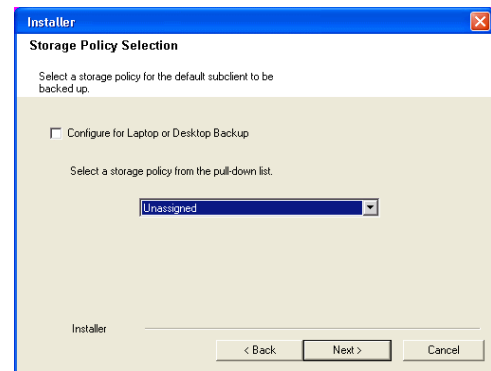 Installer
Storage Policy Selection
Select a storage policy for the default subclient to be
backed up.
Configure for Laptop or Desktop Backup
Select a storage policy from the pull-down list.
Unassigned
Installer
< Back Next > Cancel